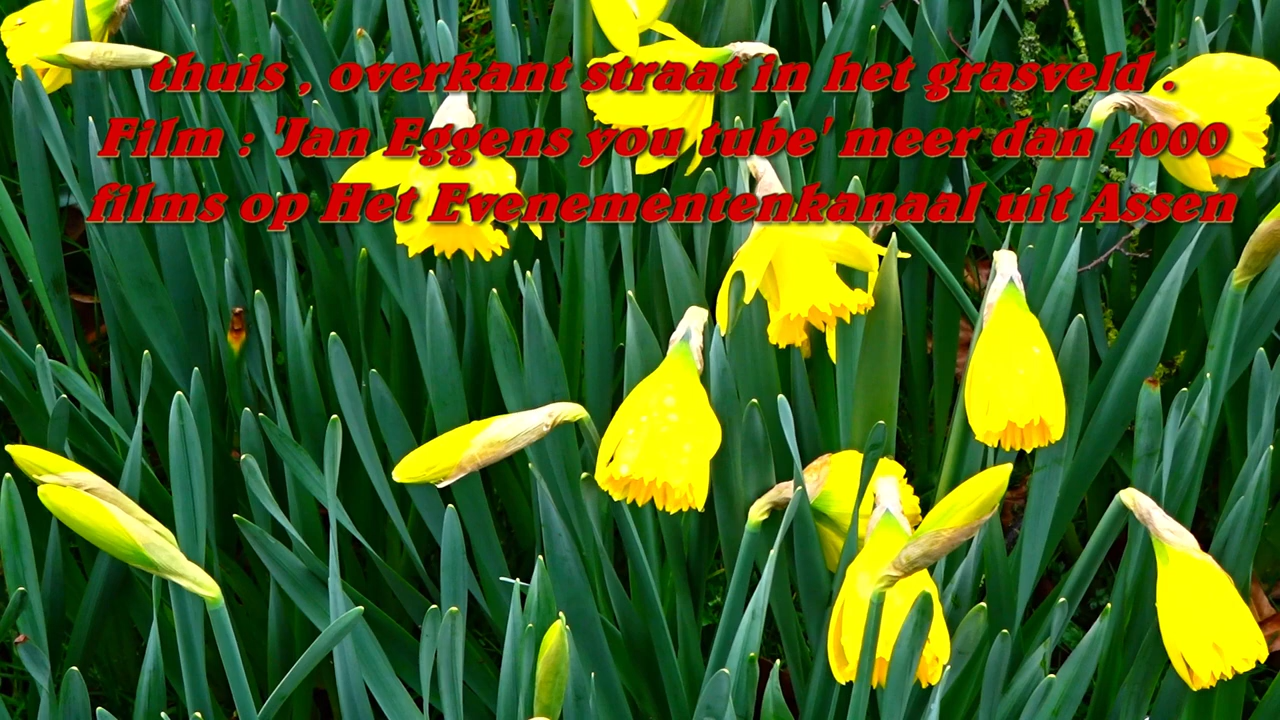 thuis , overkant straat in het grasveld .
Film : 'Jan Eggens you tube' meer dan 4000
films op Het Evenementenkanaal uit Assen